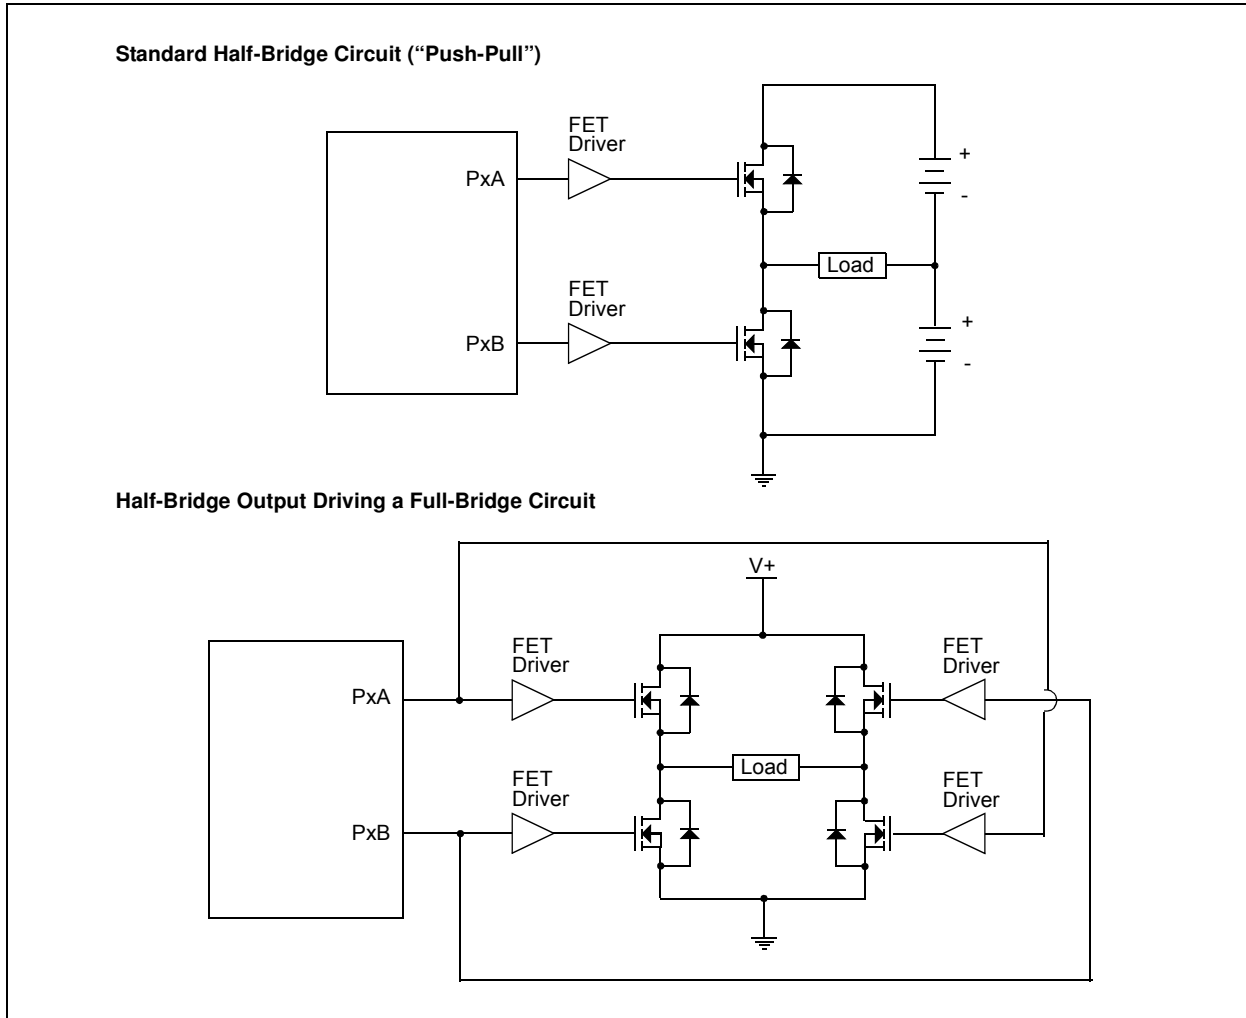 Standard Half-Bridge Circuit (“Push-Pull”)
FET
Driver
PxA
+
-
Load
FET
Driver
PxB
+
-
Half-Bridge Output Driving a Full-Bridge Circuit
V+
FET
Driver
FET
Driver
PxA
Load
FET
Driver
FET
Driver
PxB